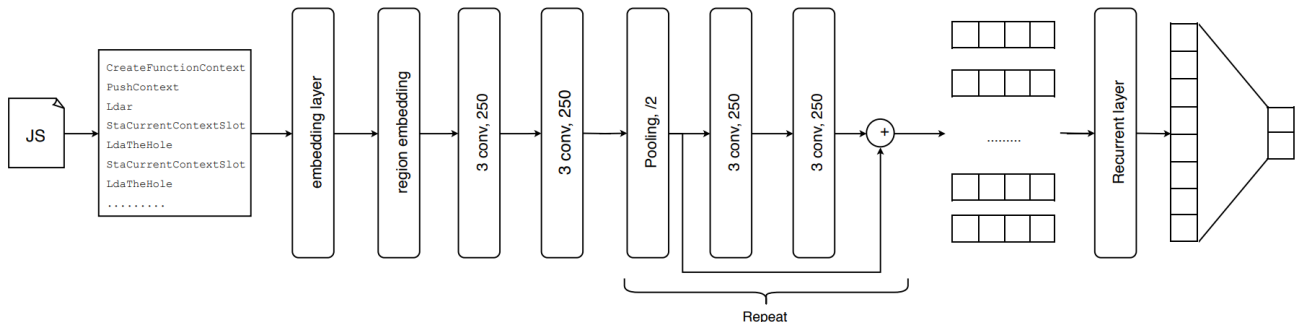 JS
CreateFunctionContext
PushContext
Ldar
StaCurrentContextSlot
LdaTheHole
StaCurrentContextSlot
LdaTheHole
.........
embedding layer
region embedding
3 conv, 250
3 conv, 250
Pooling, /2
3 conv, 250
3 conv, 250
+
.........
Recurrent layer
Repeat